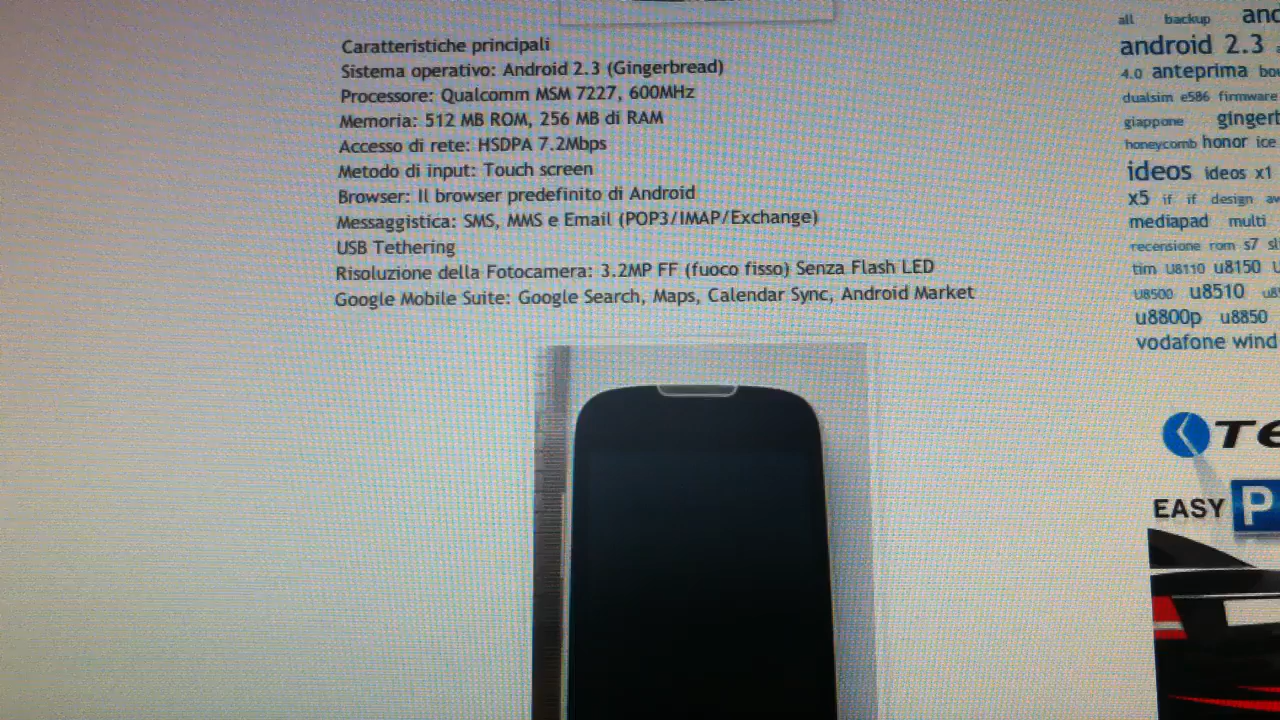 Caratteristiche principali
Sistema operativo: Android 2.3 (Gingerbread)
Processore: Qualcomm MSM 7227, 600MHz
Memoria: 512 MB ROM, 256 MB di RAM
Accesso di rete: HSDPA 7.2Mbps
Metodo di input: Touch screen
Browser: Il browser predefinito di Android
Messaggistica: SMS, MMS e Email (POP3/IMAP/Exchange)
USB Tethering
Risoluzione della Fotocamera: 3.2MP FF (fuoco fisso) Senza Flash LED
Google Mobile Suite: Google Search, Maps, Calendar Sync, Android Market
all backup
android 2.3
4.0 anteprima
dualsim e586 firmware
giappone
honeycomb honor ice
ideos ideos x1
x5 if if design
mediapad multi
recensione rom s7
tim U8110 u8150
U8500 u8510
u8800p u8850
vodafone wind
EASY P